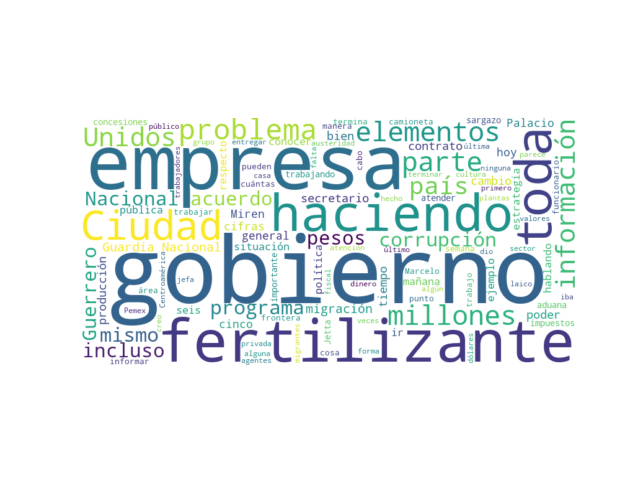 concesiones
público
termina
camioneta
sargazo
Unidos
problema
manera
elementos
última
Palacio
grupo
entregar
conocer
austeridad
bien
contrato
hoy
parece
empresa
toda
trabajadores
respecto
falta
cabo
parte
ninguna
información
pueden
trabajando
casa
cuántas
país
terminar
cultura
cambio
primero
estrategia
funcionario
Nacional
acuerdo
secretario
hecho
atender
plantas
haciendo
Ciudad
pública
trabajar
Miren
cifras
valores
general
pesos
corrupción
Guardia Nacional
situación
último
atención
semana
dio
sector
hablando
Guerrero
producción
Centroamérica
gobierno
importante
política
fiscal
tiempo
Marcelo
mañana
trabajo
ejemplo
laico
área
jefa
dinero
punto
aduana
iba
Pemex
creo
seis
programa
migración
millones
poder
cinco
frontera
veces
impuestos
mismo
fertilizante
privada
migrantes
Jetta
ir
dólares
incluso
alguna
cosa
forma
algún
informar
agentes